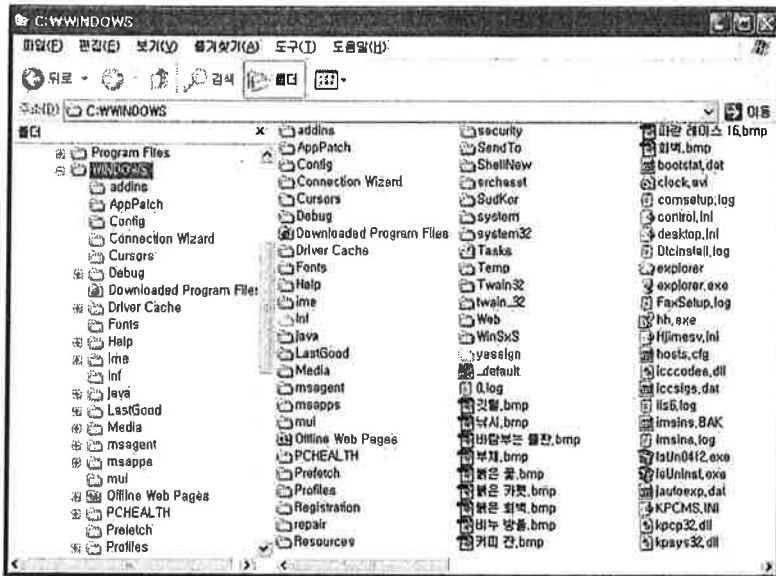 C:\WINDOWS
파일(F) 편집(E) 보기(V) 즐겨찾기(A) 도구(T) 도움말(H)
뒤로 검색 폴더
주소(D) C:\WINDOWS 이동
폴더 x
Program Files
WINDOWS
addins
AppPatch
Config
Connection Wizard
Cursors
Debug
Downloaded Program Files
Driver Cache
Fonts
Help
ime
inf
java
LastGood
Media
msagent
msapps
mui
Offline Web Pages
PCHEALTH
Prefetch
Profiles
addins
AppPatch
Config
Connection Wizard
Cursors
Debug
Downloaded Program Files
Driver Cache
Fonts
Help
ime
inf
java
LastGood
Media
msagent
msapps
mui
Offline Web Pages
PCHEALTH
Prefetch
Profiles
Registration
repair
Resources
security
SendTo
ShellNew
srchasst
SudKor
system
system32
Tasks
Temp
Twain32
twain_32
Web
WinSxS
yessign
_default
0.log
깃털.bmp
낚시.bmp
바람부는 들판.bmp
부채.bmp
붉은 꽃.bmp
붉은 카펫.bmp
붉은 회벽.bmp
비누 방울.bmp
커피 잔.bmp
파란 레이스 16.bmp
회벽.bmp
bootstat.dat
clock.avi
comsetup.log
control.ini
desktop.ini
Dtcinstall.log
explorer
explorer.exe
FaxSetup.log
hh.exe
Hjimesv.ini
hosts.cfg
icccodes.dll
iccsigs.dat
iis6.log
imsins.BAK
imsins.log
IsUn0412.exe
IsUninst.exe
jautoexp.dat
KPCMS.INI
kpcp32.dll
kpsys32.dll